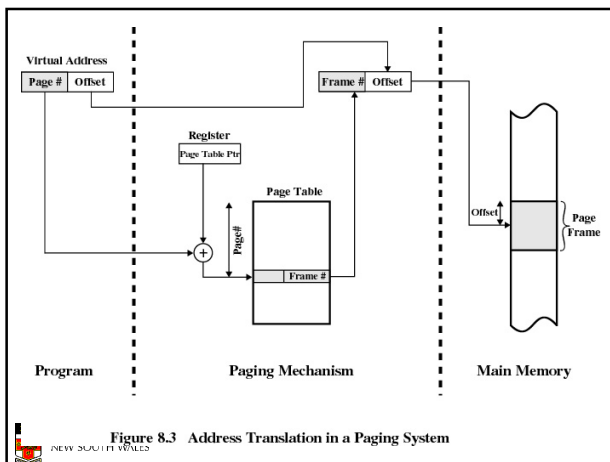 Virtual Address
Page #
Offset
Frame #
Offset
Register
Page Table Ptr
Page Table
Page#
Offset
Page
Frame
+
Frame #
Program
Paging Mechanism
Main Memory
Figure 8.3 Address Translation in a Paging System
NEW SOUTH WALES